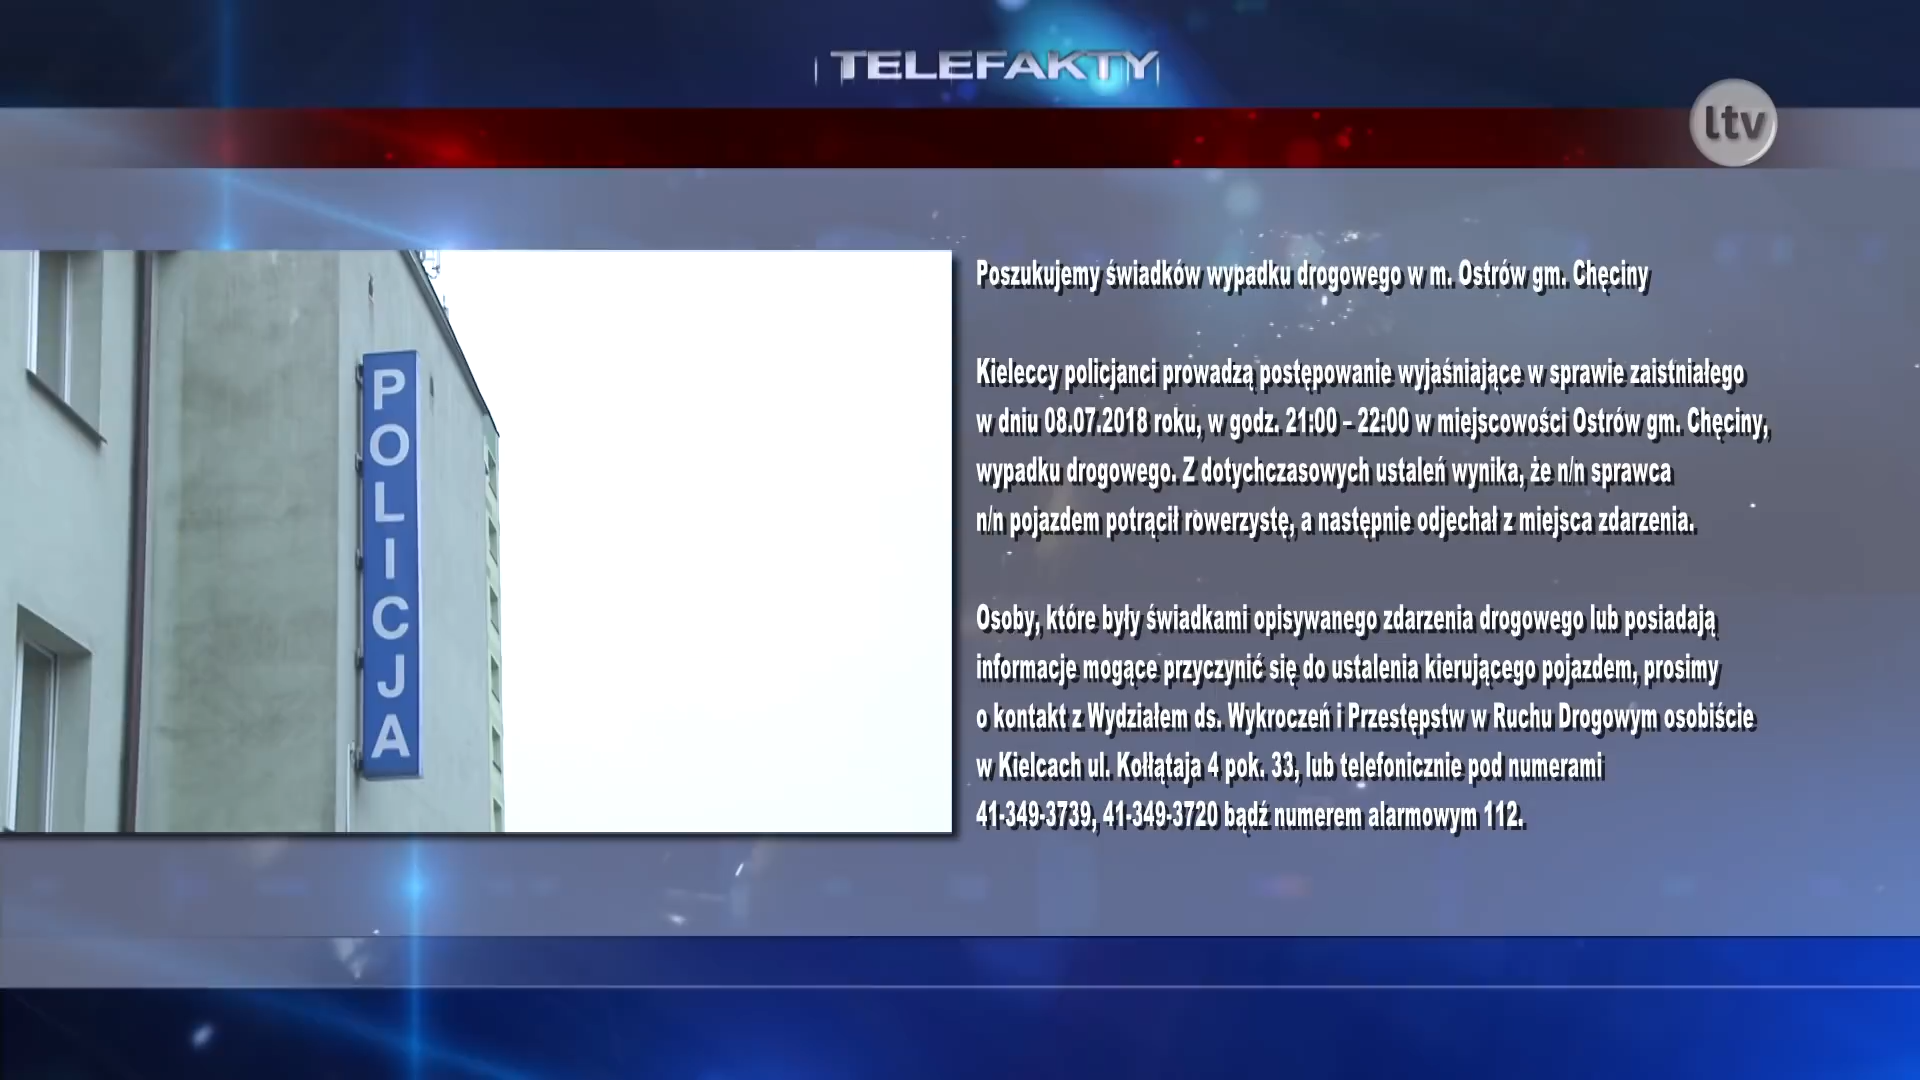 TELEFAKTY
ltv
POLICJA
Poszukujemy świadków wypadku drogowego w m. Ostrów gm. Chęciny
Kieleccy policjanci prowadzą postępowanie wyjaśniające w sprawie zaistniałego
w dniu 08.07.2018 roku, w godz. 21:00 – 22:00 w miejscowości Ostrów gm. Chęciny,
wypadku drogowego. Z dotychczasowych ustaleń wynika, że n/n sprawca
n/n pojazdem potrącił rowerzystę, a następnie odjechał z miejsca zdarzenia.
Osoby, które były świadkami opisywanego zdarzenia drogowego lub posiadają
informacje mogące przyczynić się do ustalenia kierującego pojazdem, prosimy
o kontakt z Wydziałem ds. Wykroczeń i Przestępstw w Ruchu Drogowym osobiście
w Kielcach ul. Kołłątaja 4 pok. 33, lub telefonicznie pod numerami
41-349-3739, 41-349-3720 bądź numerem alarmowym 112.